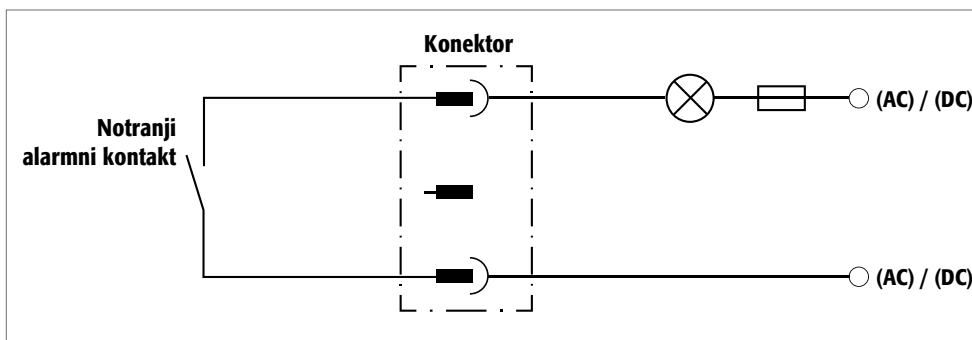 Konektor
(AC) / (DC)
Notranji
alarmni kontakt
(AC) / (DC)